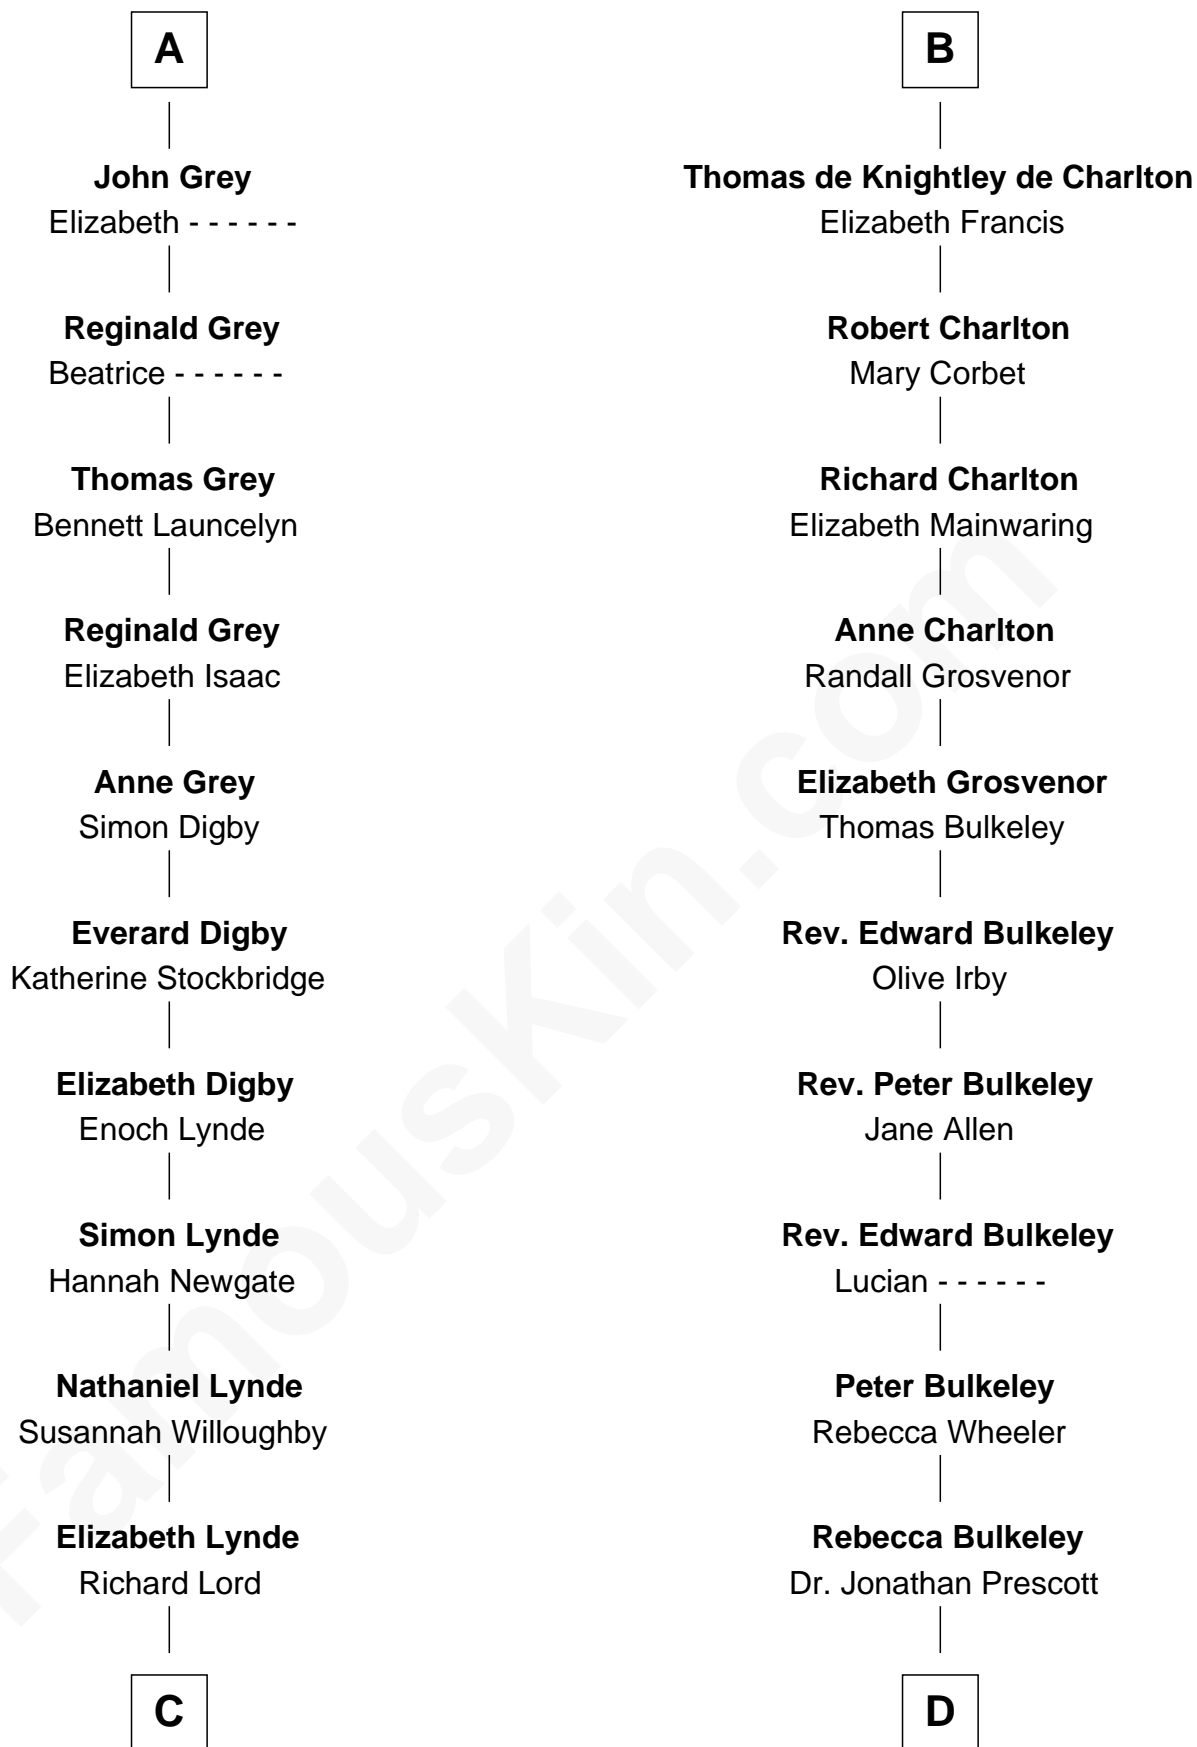 A
John Grey
Elizabeth - - - - - -
Reginald Grey
Beatrice - - - - - -
Thomas Grey
Bennett Launcelyn
Reginald Grey
Elizabeth Isaac
Anne Grey
Simon Digby
Everard Digby
Katherine Stockbridge
Elizabeth Digby
Enoch Lynde
Simon Lynde
Hannah Newgate
Nathaniel Lynde
Susannah Willoughby
Elizabeth Lynde
Richard Lord
C
B
Thomas de Knightley de Charlton
Elizabeth Francis
Robert Charlton
Mary Corbet
Richard Charlton
Elizabeth Mainwaring
Anne Charlton
Randall Grosvenor
Elizabeth Grosvenor
Thomas Bulkeley
Rev. Edward Bulkeley
Olive Irby
Rev. Peter Bulkeley
Jane Allen
Rev. Edward Bulkeley
Lucian - - - - - -
Peter Bulkeley
Rebecca Wheeler
Rebecca Bulkeley
Dr. Jonathan Prescott
D
FamousKin.com